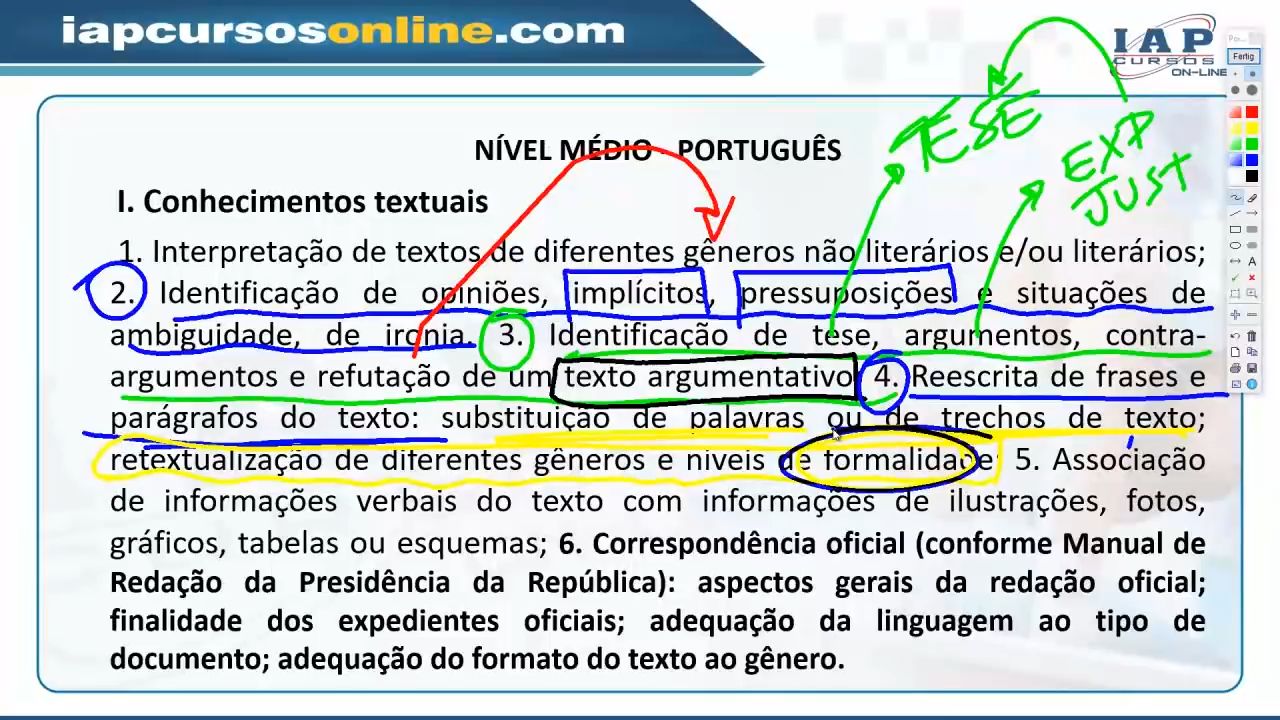 iapcursosonline.com
IAP
CURSOS
ON-LINE
Fertig
TESE
EXP
JUST
NÍVEL MÉDIO - PORTUGUÊS
I. Conhecimentos textuais
1. Interpretação de textos de diferentes gêneros não literários e/ou literários;
2. Identificação de opiniões, implícitos, pressuposições e situações de
ambiguidade, de ironia. 3. Identificação de tese, argumentos, contra-
argumentos e refutação de um texto argumentativo 4. Reescrita de frases e
parágrafos do texto: substituição de palavras ou de trechos de texto;
retextualização de diferentes gêneros e níveis de formalidade. 5. Associação
de informações verbais do texto com informações de ilustrações, fotos,
gráficos, tabelas ou esquemas; 6. Correspondência oficial (conforme Manual de
Redação da Presidência da República): aspectos gerais da redação oficial;
finalidade dos expedientes oficiais; adequação da linguagem ao tipo de
documento; adequação do formato do texto ao gênero.